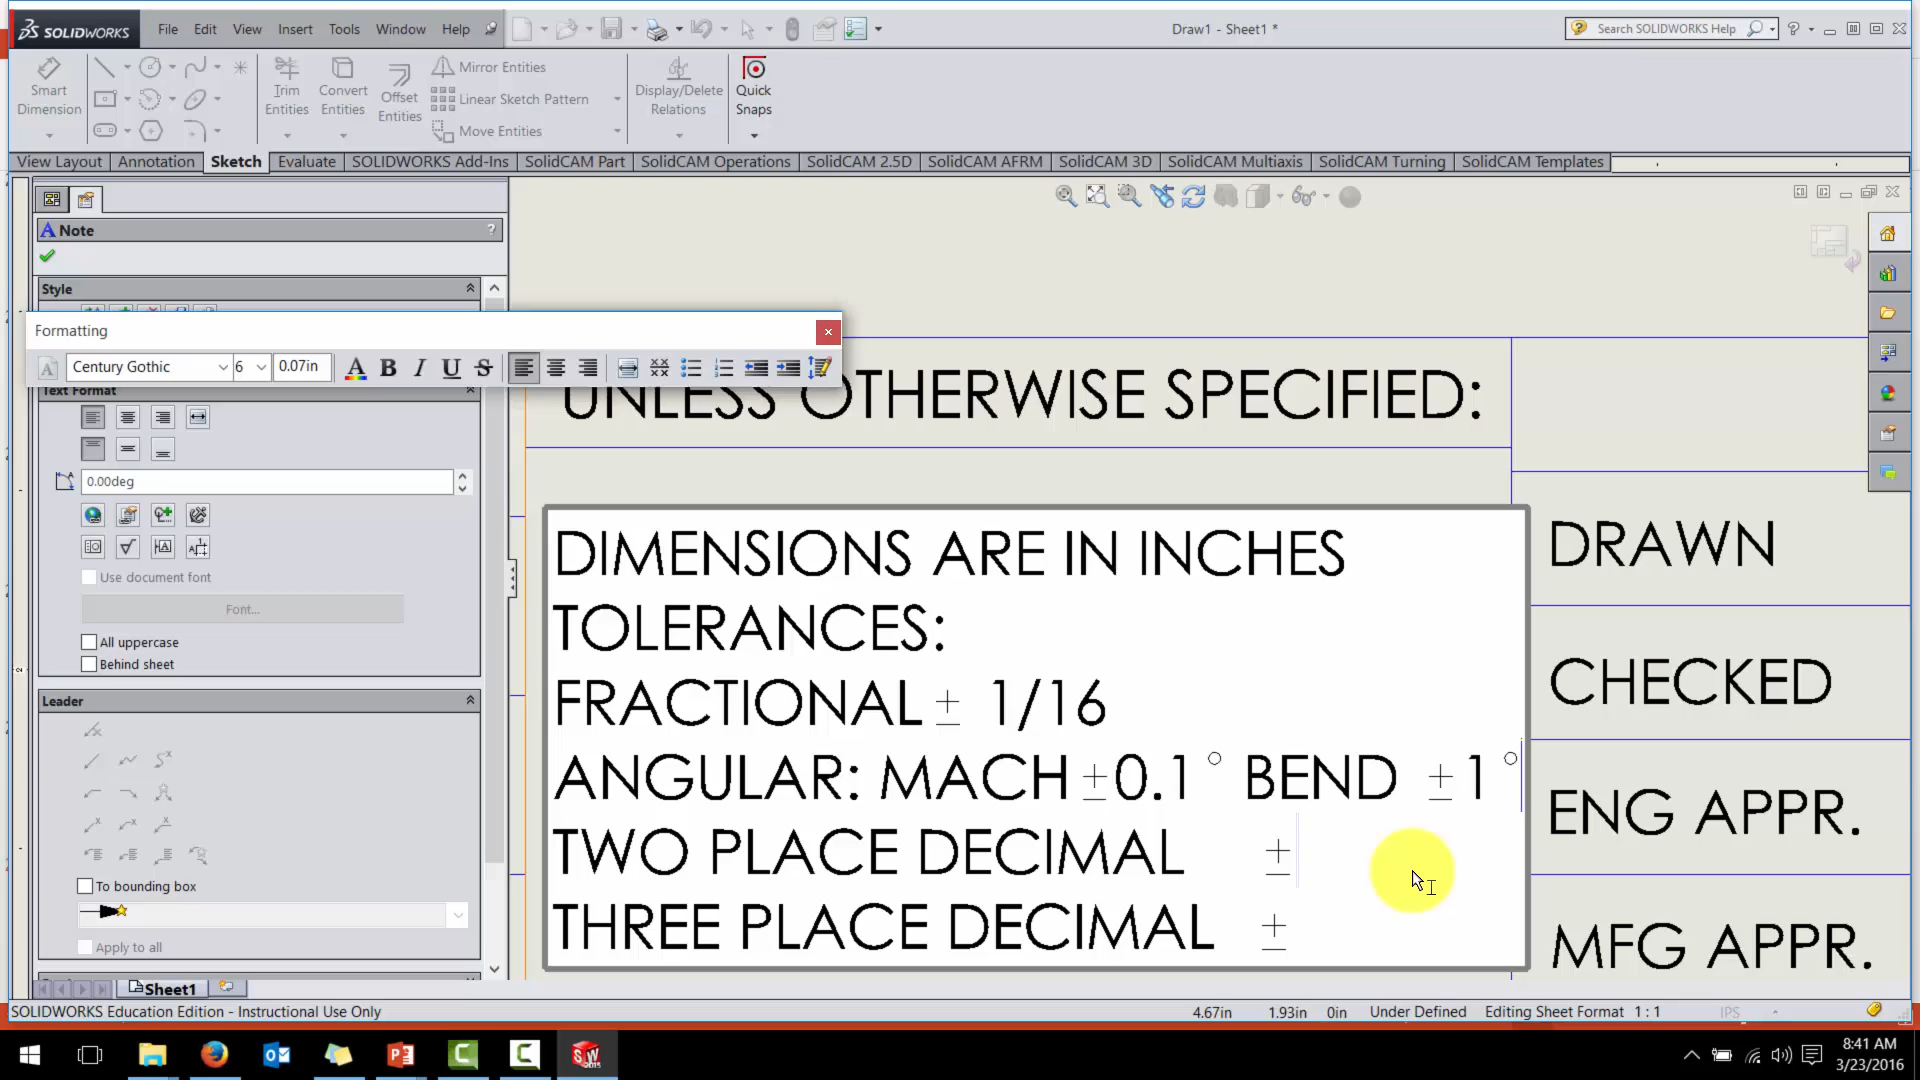 SOLIDWORKS File Edit View Insert Tools Window Help Draw1 - Sheet1 * Search SOLIDWORKS Help ?
Smart Dimension
Trim Entities
Convert Entities
Offset Entities
Mirror Entities
Linear Sketch Pattern
Move Entities
Display/Delete Relations
Quick Snaps
View Layout Annotation Sketch Evaluate SOLIDWORKS Add-Ins SolidCAM Part SolidCAM Operations SolidCAM 2.5D SolidCAM AFRM SolidCAM 3D SolidCAM Multiaxis SolidCAM Turning SolidCAM Templates
A Note ?
Style
Formatting
Century Gothic 6 0.07in A B I U S
Text Format
0.00deg
Use document font
Font...
All uppercase
Behind sheet
Leader
To bounding box
Apply to all
UNLESS OTHERWISE SPECIFIED:
DIMENSIONS ARE IN INCHES
TOLERANCES:
FRACTIONAL ± 1/16
ANGULAR: MACH ±0.1° BEND ±1°
TWO PLACE DECIMAL ±
THREE PLACE DECIMAL ±
DRAWN
CHECKED
ENG APPR.
MFG APPR.
Sheet1
SOLIDWORKS Education Edition - Instructional Use Only 4.67in 1.93in 0in Under Defined Editing Sheet Format 1 : 1 IPS
8:41 AM
3/23/2016